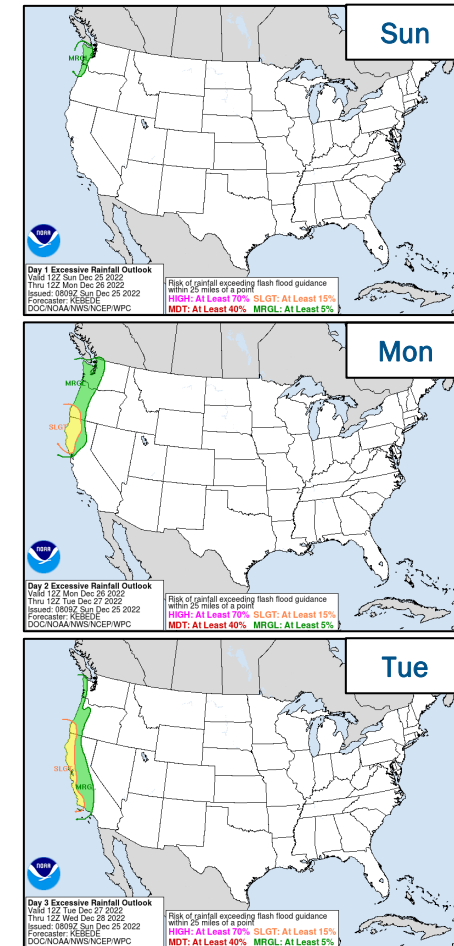 Sun
MRGL
NOAA
Day 1 Excessive Rainfall Outlook
Valid 12Z Sun Dec 25 2022
Thru 12Z Mon Dec 26 2022
Issued: 0809Z Sun Dec 25 2022
Forecaster: KEBEDE
DOC/NOAA/NWS/NCEP/WPC
Risk of rainfall exceeding flash flood guidance
within 25 miles of a point
HIGH: At Least 70% SLGT: At Least 15%
MDT: At Least 40% MRGL: At Least 5%
Mon
MRGL
SLGT
NOAA
Day 2 Excessive Rainfall Outlook
Valid 12Z Mon Dec 26 2022
Thru 12Z Tue Dec 27 2022
Issued: 0809Z Sun Dec 25 2022
Forecaster: KEBEDE
DOC/NOAA/NWS/NCEP/WPC
Risk of rainfall exceeding flash flood guidance
within 25 miles of a point
HIGH: At Least 70% SLGT: At Least 15%
MDT: At Least 40% MRGL: At Least 5%
Tue
SLGT
MRGL
NOAA
Day 3 Excessive Rainfall Outlook
Valid 12Z Tue Dec 27 2022
Thru 12Z Wed Dec 28 2022
Issued: 0809Z Sun Dec 25 2022
Forecaster: KEBEDE
DOC/NOAA/NWS/NCEP/WPC
Risk of rainfall exceeding flash flood guidance
within 25 miles of a point
HIGH: At Least 70% SLGT: At Least 15%
MDT: At Least 40% MRGL: At Least 5%